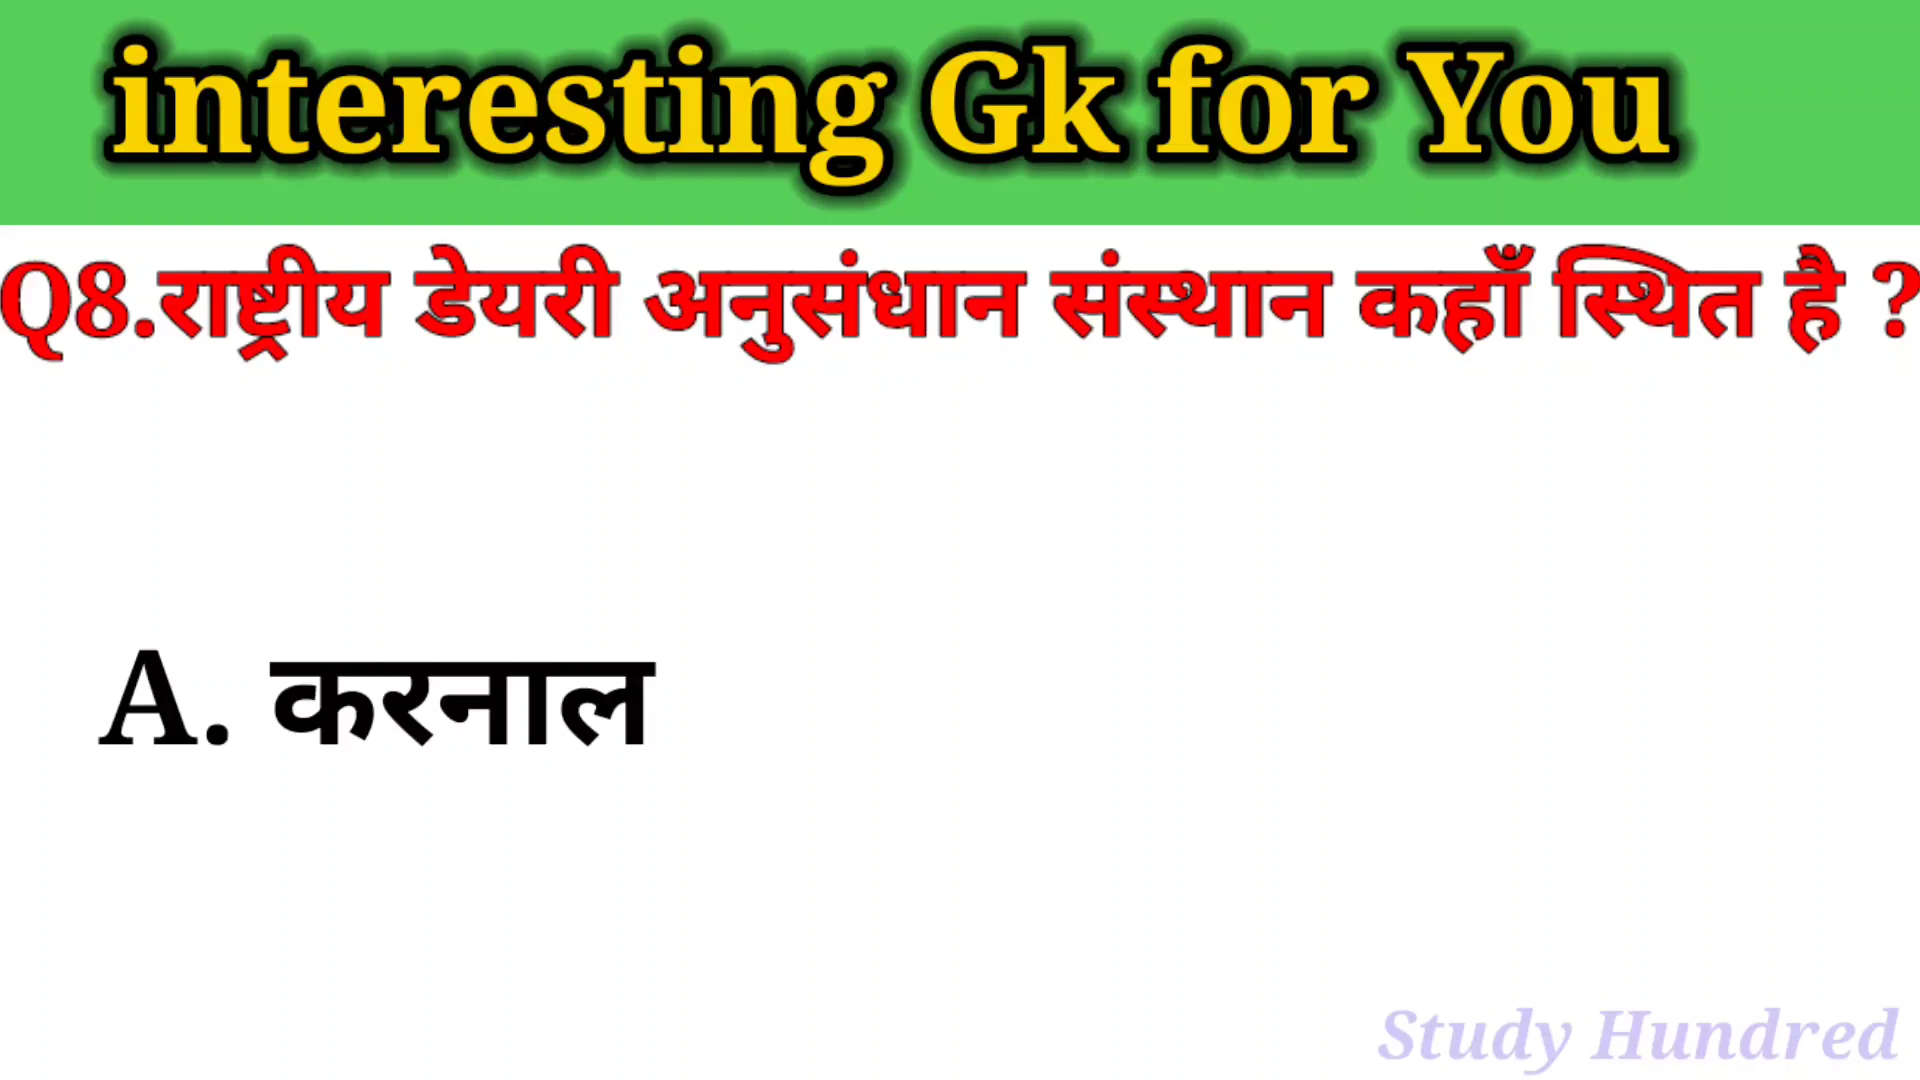 interesting Gk for You
Q8.राष्ट्रीय डेयरी अनुसंधान संस्थान कहाँ स्थित है ?
A. करनाल
Study Hundred